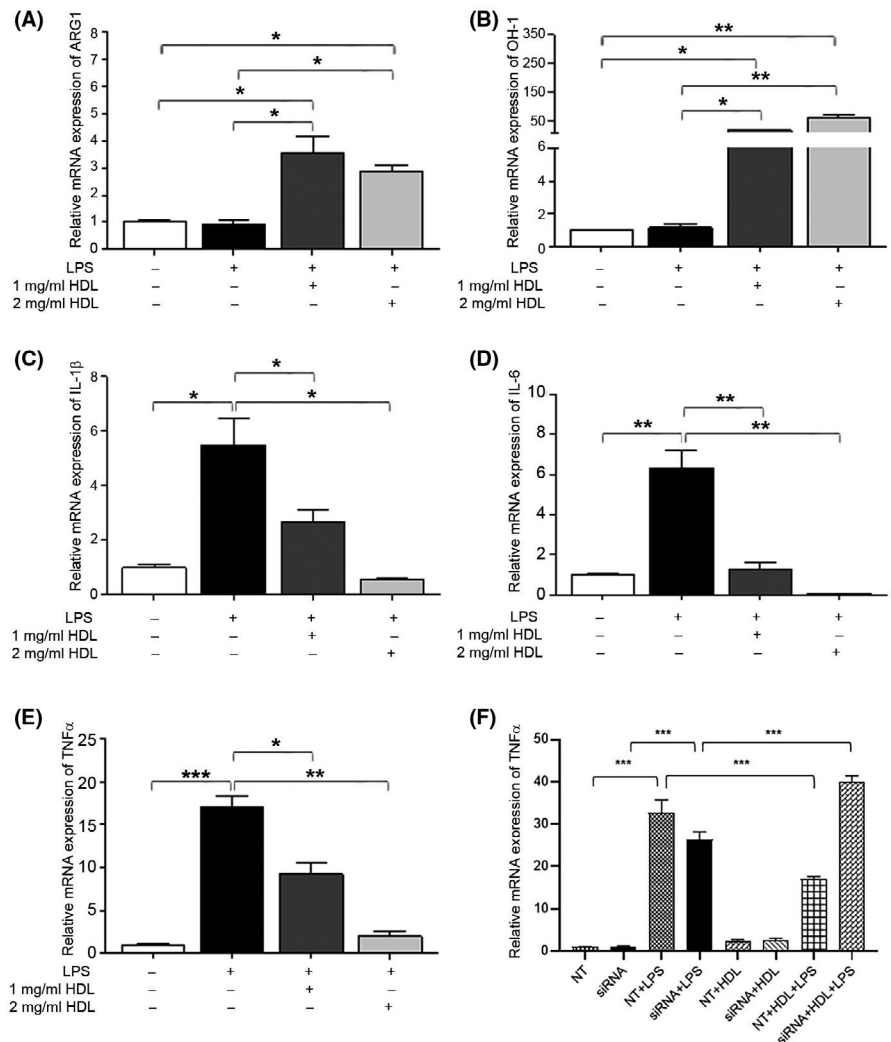 (A)
Relative mRNA expression of ARG1
8
7
6
5
4
3
2
1
0
*
*
*
*
LPS – + + +
1 mg/ml HDL – – + –
2 mg/ml HDL – – – +
(B)
Relative mRNA expression of OH-1
350
250
150
50
6
4
2
0
**
*
**
*
LPS – + + +
1 mg/ml HDL – – + –
2 mg/ml HDL – – – +
(C)
Relative mRNA expression of IL-1β
8
6
4
2
0
*
* *
LPS – + + +
1 mg/ml HDL – – + –
2 mg/ml HDL – – – +
(D)
Relative mRNA expression of IL-6
10
8
6
4
2
0
**
** **
LPS – + + +
1 mg/ml HDL – – + –
2 mg/ml HDL – – – +
(E)
Relative mRNA expression of TNFα
25
20
15
10
5
0
*
*** **
LPS – + + +
1 mg/ml HDL – – + –
2 mg/ml HDL – – – +
(F)
Relative mRNA expression of TNFα
50
40
30
20
10
0
*** ***
*** ***
NT
siRNA
NT+LPS
siRNA+LPS
NT+HDL
siRNA+HDL
NT+HDL+LPS
siRNA+HDL+LPS